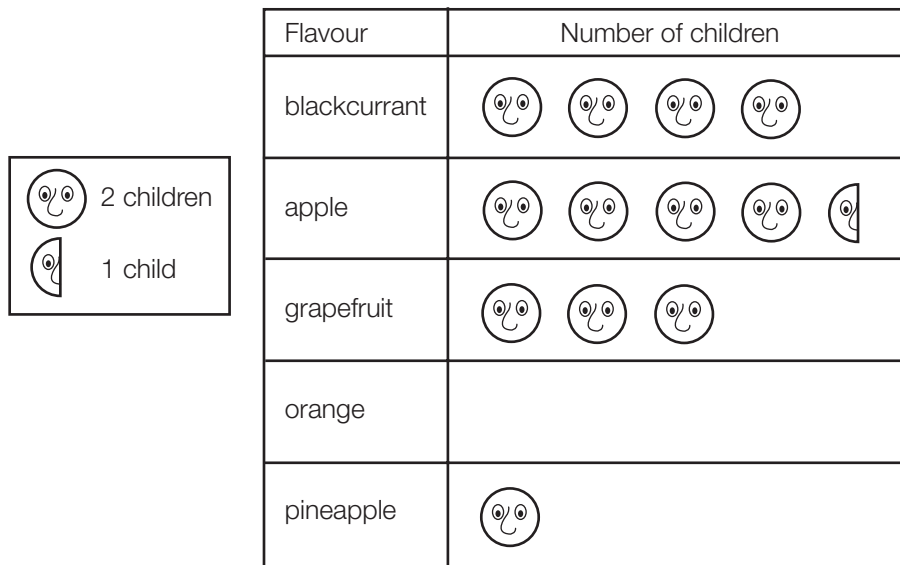 2 children
1 child
Flavour Number of children
blackcurrant
apple
grapefruit
orange
pineapple